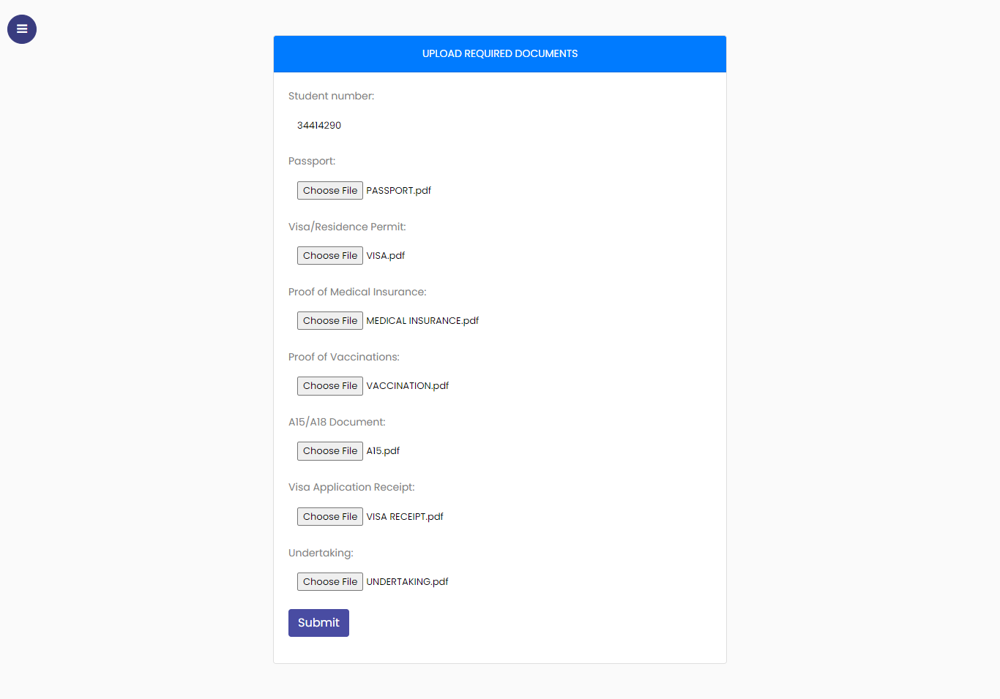 UPLOAD REQUIRED DOCUMENTS
Student number:
34414290
Passport:
Choose File PASSPORT.pdf
Visa/Residence Permit:
Choose File VISA.pdf
Proof of Medical Insurance:
Choose File MEDICAL INSURANCE.pdf
Proof of Vaccinations:
Choose File VACCINATION.pdf
A15/A18 Document:
Choose File A15.pdf
Visa Application Receipt:
Choose File VISA RECEIPT.pdf
Undertaking:
Choose File UNDERTAKING.pdf
Submit